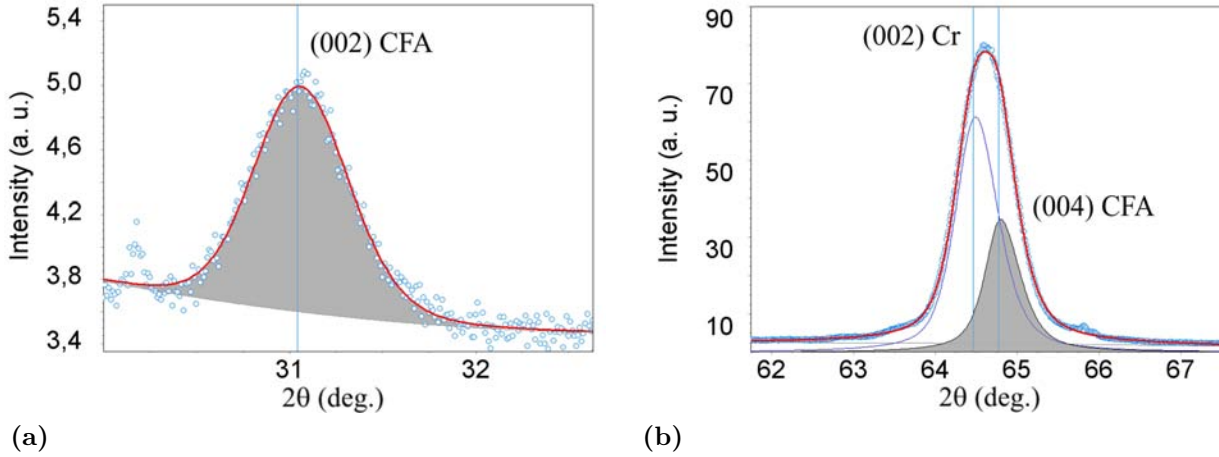 5,4
5,0
4,6
4,2
3,8
3,4
Intensity (a. u.)
(002) CFA
31
32
2θ (deg.)
(a)
90
70
50
30
10
Intensity (a. u.)
(002) Cr
(004) CFA
62
63
64
65
66
67
2θ (deg.)
(b)